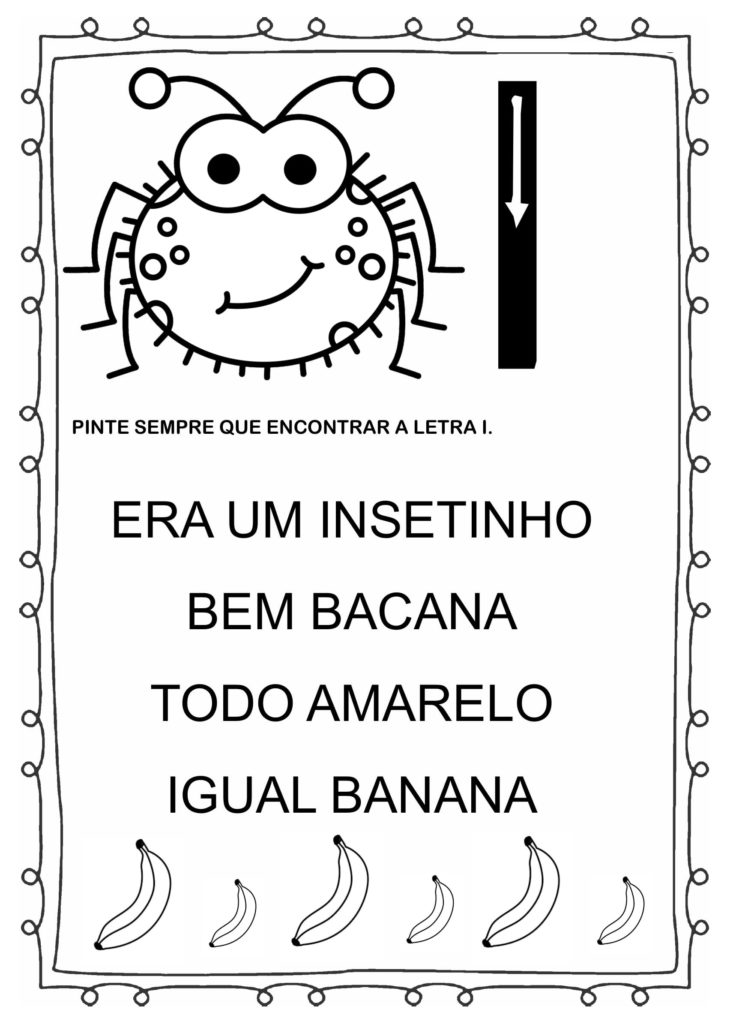 I
PINTE SEMPRE QUE ENCONTRAR A LETRA I.
ERA UM INSETINHO
BEM BACANA
TODO AMARELO
IGUAL BANANA